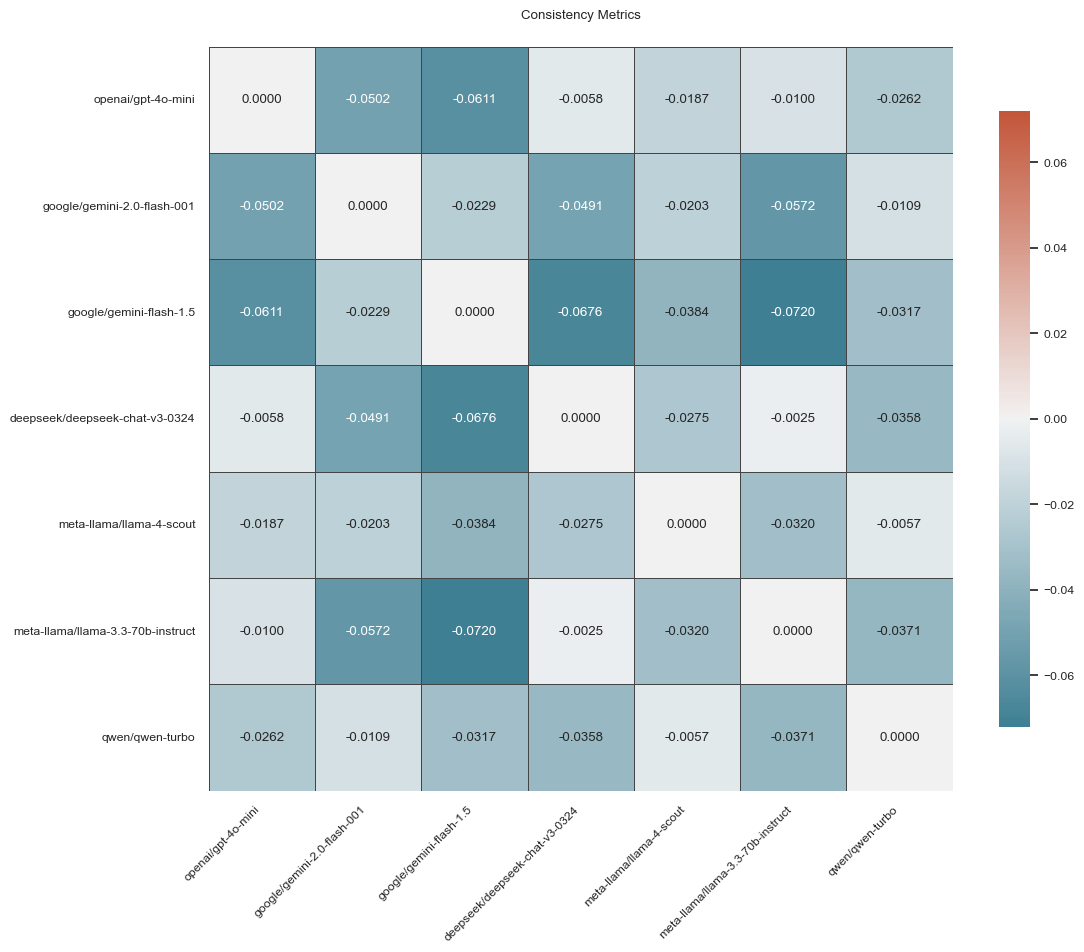 Consistency Metrics
openai/gpt-4o-mini 0.0000 -0.0502 -0.0611 -0.0058 -0.0187 -0.0100 -0.0262
google/gemini-2.0-flash-001 -0.0502 0.0000 -0.0229 -0.0491 -0.0203 -0.0572 -0.0109
google/gemini-flash-1.5 -0.0611 -0.0229 0.0000 -0.0676 -0.0384 -0.0720 -0.0317
deepseek/deepseek-chat-v3-0324 -0.0058 -0.0491 -0.0676 0.0000 -0.0275 -0.0025 -0.0358
meta-llama/llama-4-scout -0.0187 -0.0203 -0.0384 -0.0275 0.0000 -0.0320 -0.0057
meta-llama/llama-3.3-70b-instruct -0.0100 -0.0572 -0.0720 -0.0025 -0.0320 0.0000 -0.0371
qwen/qwen-turbo -0.0262 -0.0109 -0.0317 -0.0358 -0.0057 -0.0371 0.0000
openai/gpt-4o-mini
google/gemini-2.0-flash-001
google/gemini-flash-1.5
deepseek/deepseek-chat-v3-0324
meta-llama/llama-4-scout
meta-llama/llama-3.3-70b-instruct
qwen/qwen-turbo
0.06
0.04
0.02
0.00
−0.02
−0.04
−0.06